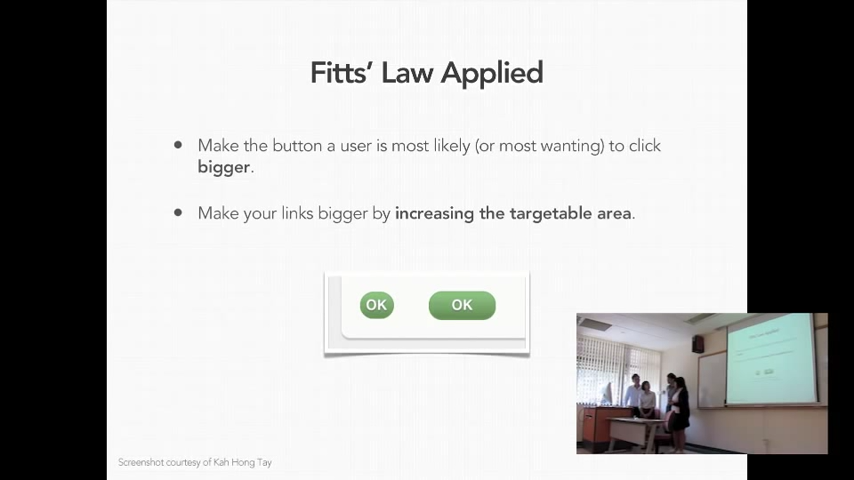 Fitts’ Law Applied
• Make the button a user is most likely (or most wanting) to click
bigger.
• Make your links bigger by increasing the targetable area.
OK OK
Screenshot courtesy of Kah Hong Tay